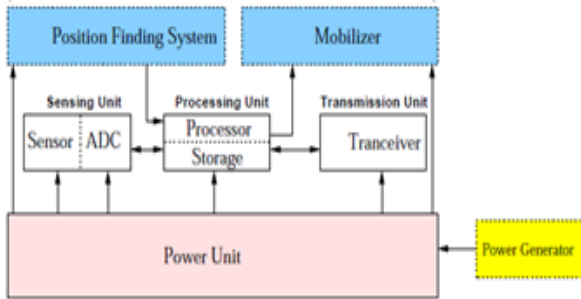 Position Finding System
Mobilizer
Sensing Unit
Processing Unit
Transmission Unit
Sensor
ADC
Processor
Storage
Tranceiver
Power Unit
Power Generator